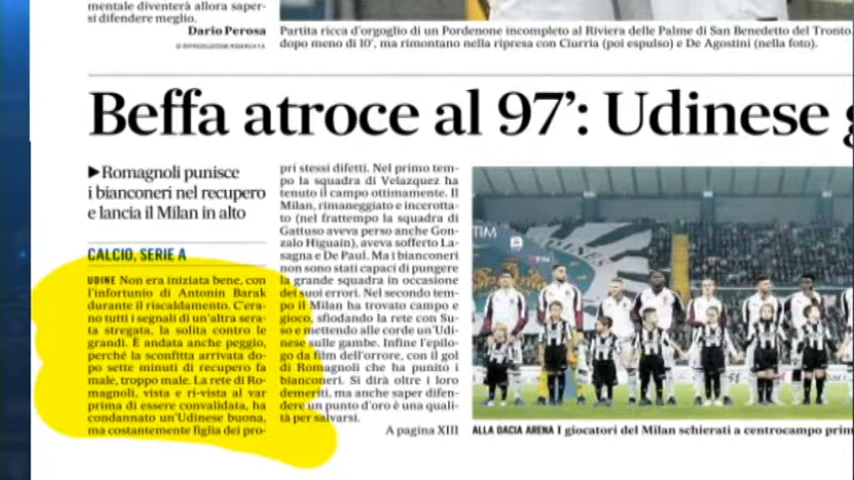 mentale diventerà allora saper-
si difendere meglio.
Dario Perosa
© RIPRODUZIONE RISERVATA
Partita ricca d'orgoglio di un Pordenone incompleto al Riviera delle Palme di San Benedetto del Tronto.
dopo meno di 10', ma rimontano nella ripresa con Ciurria (poi espulso) e De Agostini (nella foto).
Beffa atroce al 97': Udinese g
▶Romagnoli punisce
i bianconeri nel recupero
e lancia il Milan in alto
CALCIO, SERIE A
UDINE Non era iniziata bene, con
l'infortunio di Antonin Barak
durante il riscaldamento. C'era-
no tutti i segnali di un'altra sera-
ta stregata, la solita contro le
grandi. È andata anche peggio,
perché la sconfitta arrivata do-
po sette minuti di recupero fa
male, troppo male. La rete di Ro-
magnoli, vista e ri-vista al var
prima di essere convalidata, ha
condannato un'Udinese buona,
ma costantemente figlia dei pro-
pri stessi difetti. Nel primo tem-
po la squadra di Velazquez ha
tenuto il campo ottimamente. Il
Milan, rimaneggiato e incerotta-
to (nel frattempo la squadra di
Gattuso aveva perso anche Gon-
zalo Higuain), aveva sofferto La-
sagna e De Paul. Ma i bianconeri
non sono stati capaci di pungere
la grande squadra in occasione
dei suoi errori. Nel secondo tem-
po il Milan ha trovato campo e
gioco, sfiodando la rete con Su-
so e mettendo alle corde un'Udi-
nese sulle gambe. Infine l'epilo-
go da film dell'orrore, con il gol
di Romagnoli che ha punito i
bianconeri. Si dirà oltre i loro
demeriti, ma anche saper difen-
dere un punto d'oro è una quali-
tà per salvarsi.
A pagina XIII
TIM
ALLA DACIA ARENA I giocatori del Milan schierati a centrocampo prim